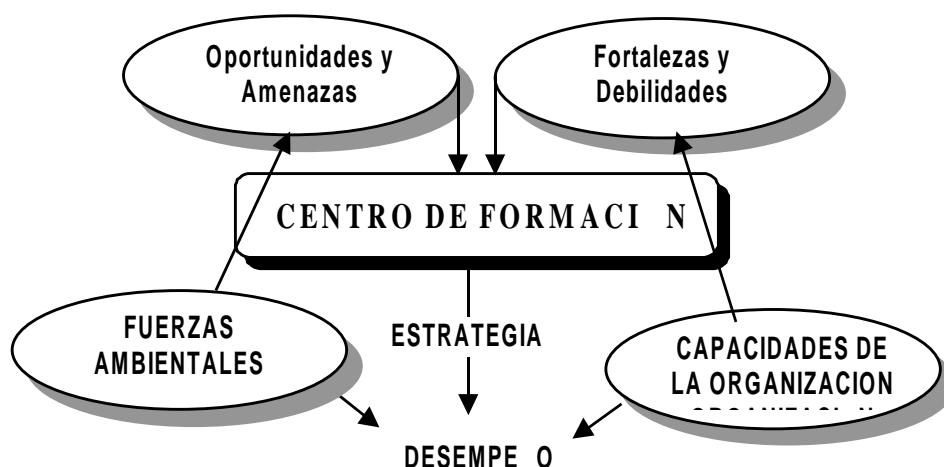 Oportunidades y
Amenazas
Fortalezas y
Debilidades
CENTRO DE FORMACI N
FUERZAS
AMBIENTALES
ESTRATEGIA
CAPACIDADES DE
LA ORGANIZACION
DESEMPE O